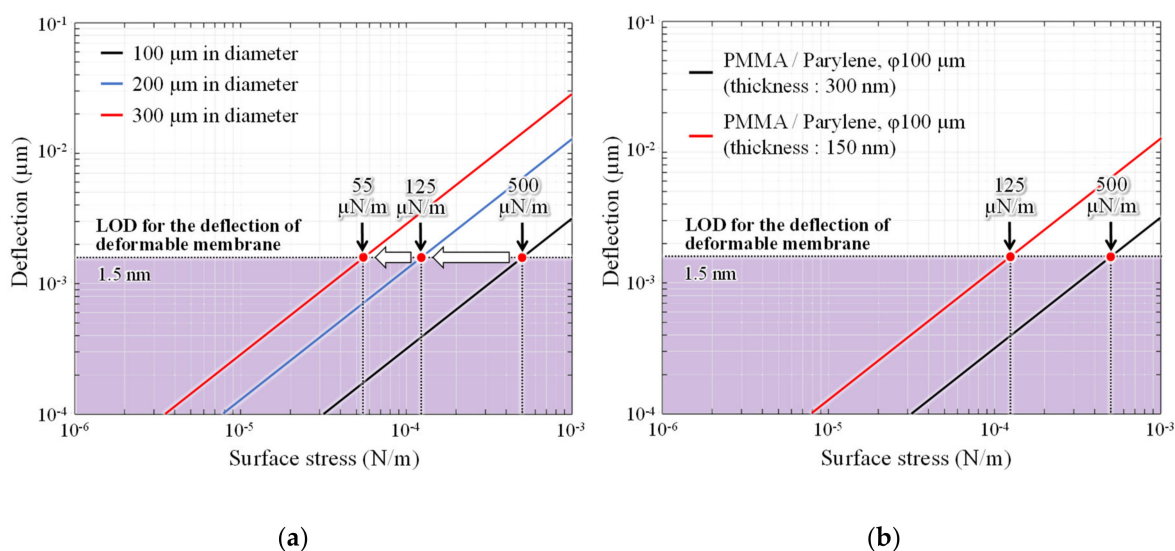 10⁻¹
100 μm in diameter
200 μm in diameter
300 μm in diameter
10⁻²
55
μN/m
125
μN/m
500
μN/m
LOD for the deflection of
deformable membrane
1.5 nm
10⁻³
10⁻⁴
10⁻⁶
10⁻⁵
10⁻⁴
10⁻³
Deflection (μm)
Surface stress (N/m)
(a)
10⁻¹
PMMA / Parylene, φ100 μm
(thickness : 300 nm)
PMMA / Parylene, φ100 μm
(thickness : 150 nm)
10⁻²
125
μN/m
500
μN/m
LOD for the deflection of
deformable membrane
1.5 nm
10⁻³
10⁻⁴
10⁻⁶
10⁻⁵
10⁻⁴
10⁻³
Deflection (μm)
Surface stress (N/m)
(b)